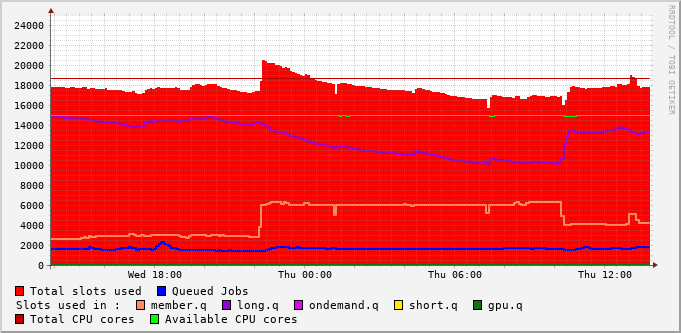 RRDTOOL / TOBI OETIKER
24000
22000
20000
18000
16000
14000
12000
10000
8000
6000
4000
2000
0
Wed 18:00 Thu 00:00 Thu 06:00 Thu 12:00
Total slots used Queued Jobs
Slots used in : member.q long.q ondemand.q short.q gpu.q
Total CPU cores Available CPU cores